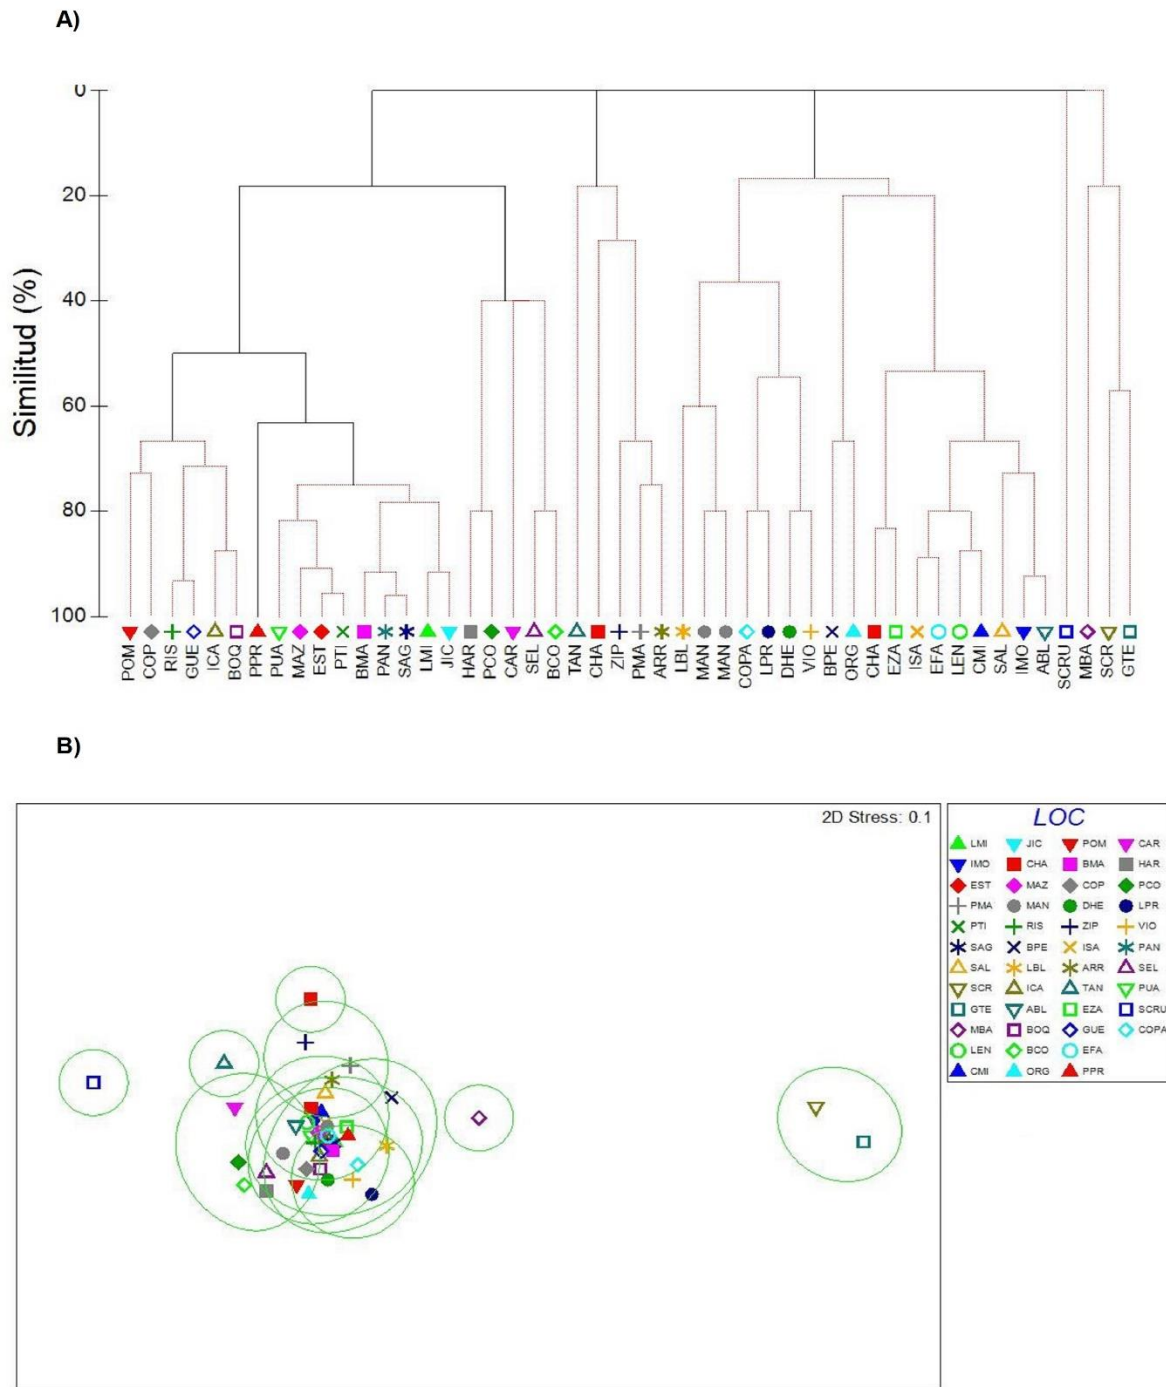 A)
Similitud (%)
0
20
40
60
80
100
POM COP RIS GUE ICA BOQ PPR PUA MAZ EST PTI BMA PAN SAG LMI JIC HAR PCO CAR SEL BCO TAN CHA ZIP PMA ARR LBL MAN MAN COPA LPR DHE VIO BPE ORG CHA EZA ISA EFA LEN CMI SAL IMO ABL SCRU MBA SCR GTE
B)
2D Stress: 0.1
LOC
LMI JIC POM CAR
IMO CHA BMA HAR
EST MAZ COP PCO
PMA MAN DHE LPR
PTI RIS ZIP VIO
SAG BPE ISA PAN
SAL LBL ARR SEL
SCR ICA TAN PUA
GTE ABL EZA SCRU
MBA BOQ GUE COPA
LEN BCO EFA
CMI ORG PPR